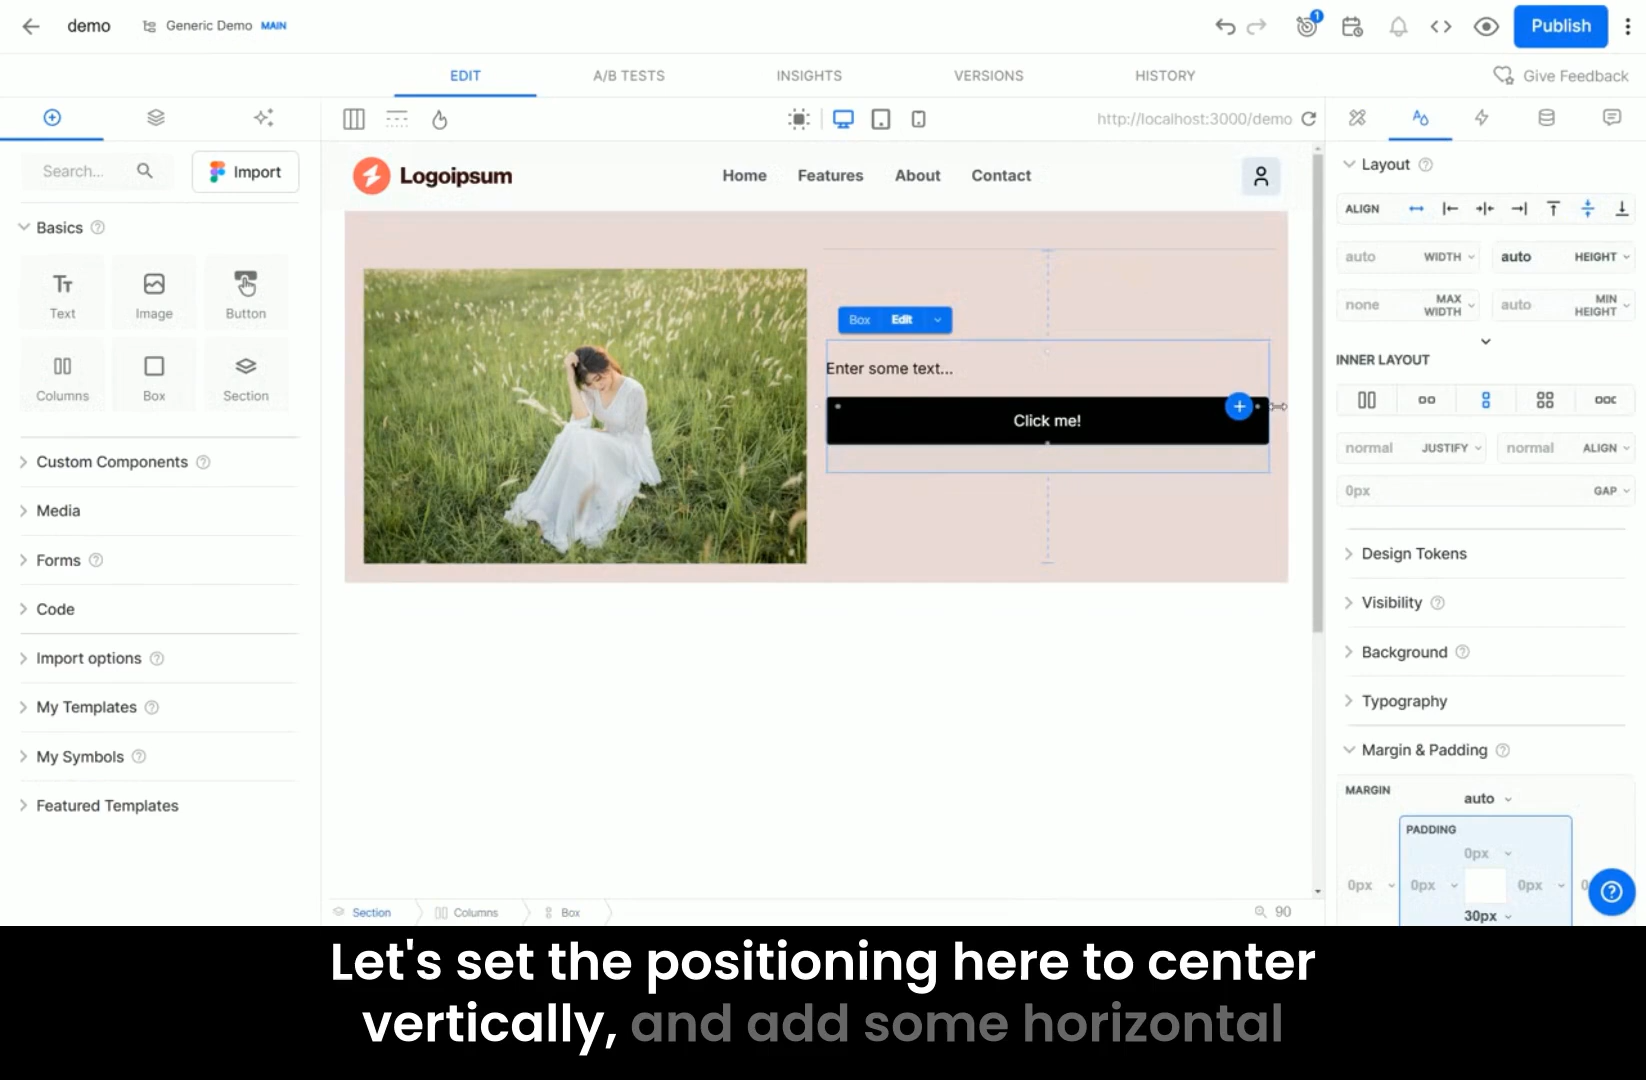 demo
Generic Demo MAIN
1
Publish
EDIT
A/B TESTS
INSIGHTS
VERSIONS
HISTORY
Give Feedback
http://localhost:3000/demo
Search...
Import
Basics
Text
Image
Button
Columns
Box
Section
Custom Components
Media
Forms
Code
Import options
My Templates
My Symbols
Featured Templates
Logoipsum
Home
Features
About
Contact
Box Edit
Enter some text...
Click me!
Section
Columns
Box
90
Layout
ALIGN
auto WIDTH
auto HEIGHT
none MAX WIDTH
auto MIN HEIGHT
INNER LAYOUT
normal JUSTIFY
normal ALIGN
0px GAP
Design Tokens
Visibility
Background
Typography
Margin & Padding
MARGIN
auto
PADDING
0px
0px
0px
0px
0
30px
Let's set the positioning here to center
vertically, and add some horizontal